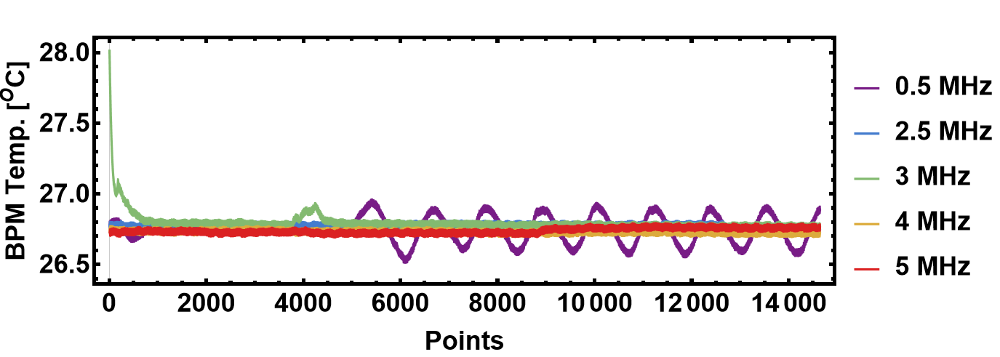 BPM Temp. [°C]
28.0
27.5
27.0
26.5
0
2000
4000
6000
8000
10 000
12 000
14 000
Points
0.5 MHz
2.5 MHz
3 MHz
4 MHz
5 MHz